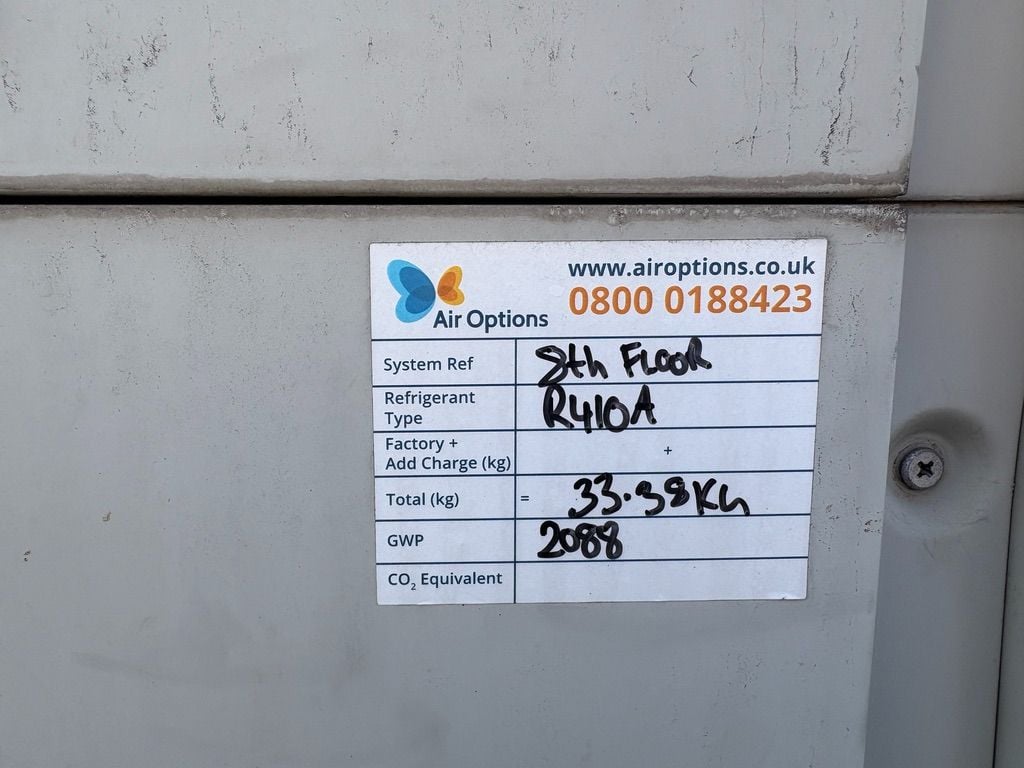 www.airoptions.co.uk
Air Options
0800 0188423
System Ref 8th FLOOR
Refrigerant
Type R410A
Factory +
Add Charge (kg) +
Total (kg) = 33.38KG
GWP 2088
CO₂ Equivalent